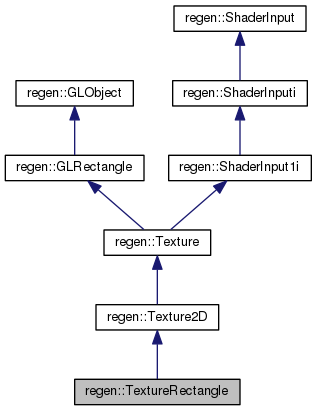 regen::ShaderInput
regen::GLObject
regen::ShaderInputi
regen::GLRectangle
regen::ShaderInput1i
regen::Texture
regen::Texture2D
regen::TextureRectangle